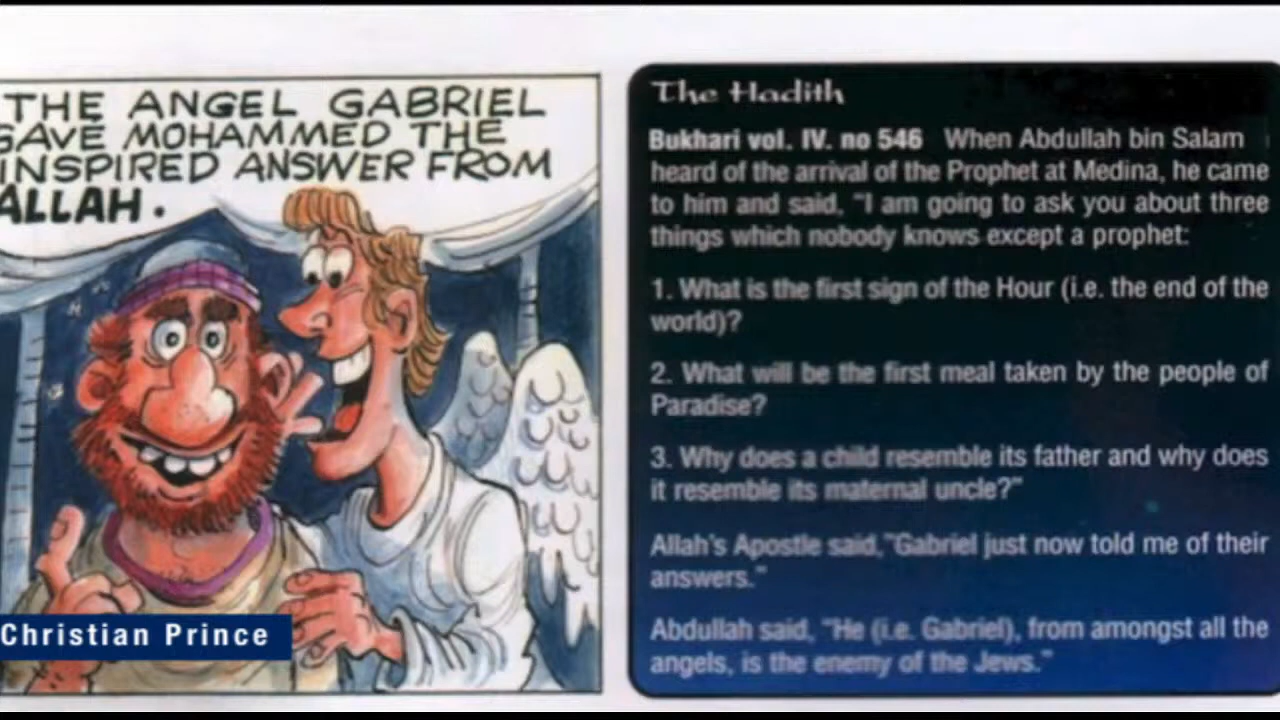 THE ANGEL GABRIEL
GAVE MOHAMMED THE
INSPIRED ANSWER FROM
ALLAH.
Christian Prince
The Hadith
Bukhari vol. IV. no 546 When Abdullah bin Salam
heard of the arrival of the Prophet at Medina, he came
to him and said, "I am going to ask you about three
things which nobody knows except a prophet:
1. What is the first sign of the Hour (i.e. the end of the
world)?
2. What will be the first meal taken by the people of
Paradise?
3. Why does a child resemble its father and why does
it resemble its maternal uncle?"
Allah's Apostle said,"Gabriel just now told me of their
answers."
Abdullah said, "He (i.e. Gabriel), from amongst all the
angels, is the enemy of the Jews."